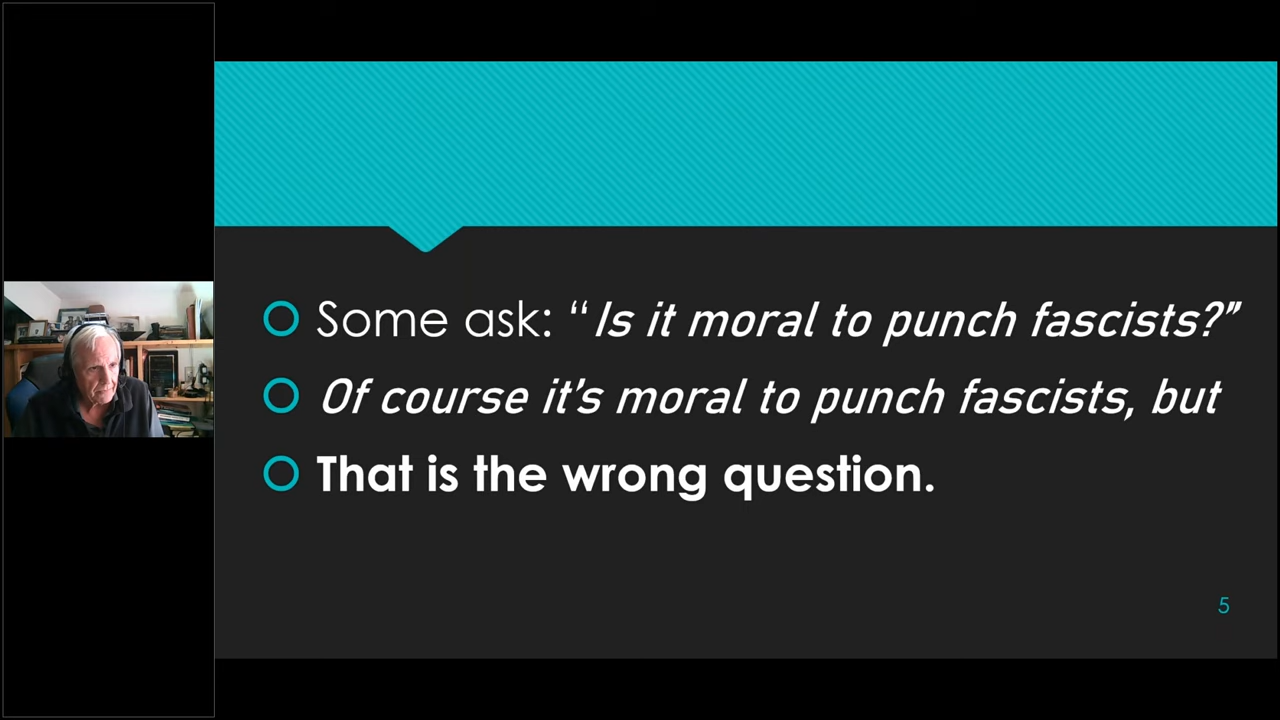 Some ask: “Is it moral to punch fascists?”
Of course it's moral to punch fascists, but
That is the wrong question.
5